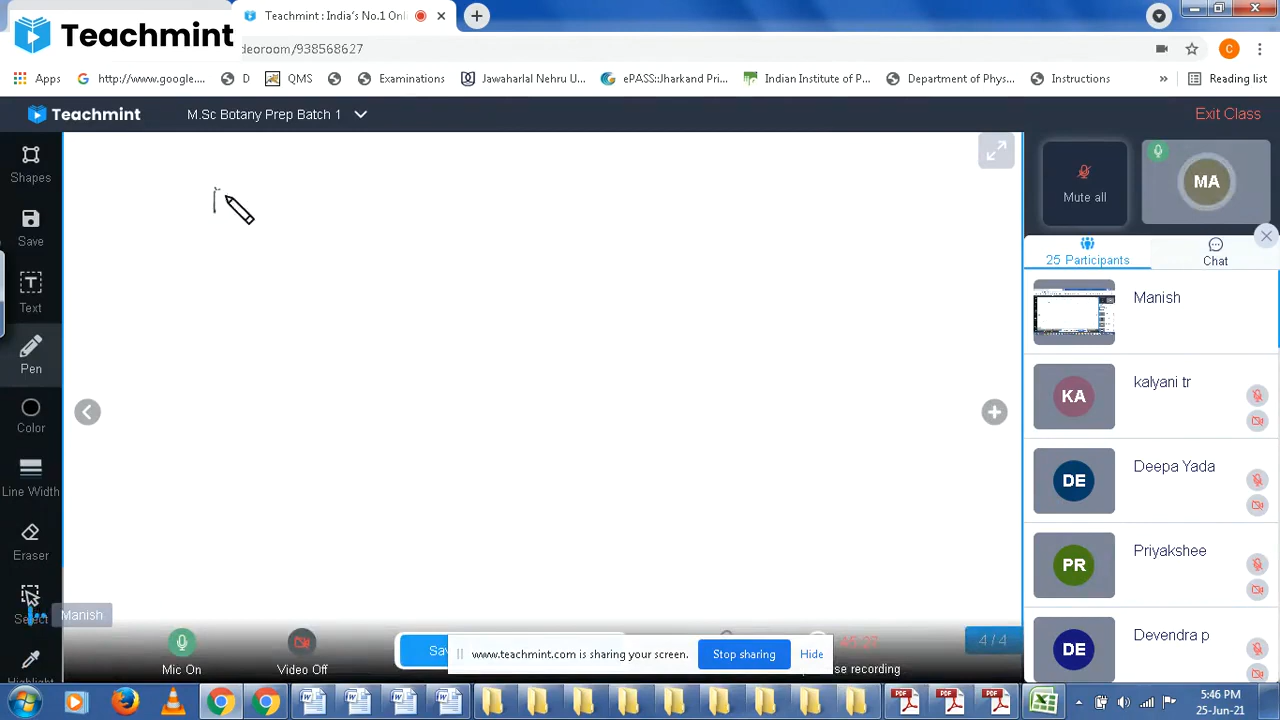 Teachmint : India's No.1 Onl
Teachmint
deoroom/938568627
Apps
http://www.google....
D
QMS
Examinations
Jawaharlal Nehru U...
ePASS::Jharkand Pri...
Indian Institute of P...
Department of Phys...
Instructions
»
Reading list
Teachmint
M.Sc Botany Prep Batch 1
Exit Class
Shapes
Save
Text
Pen
Color
Line Width
Eraser
Select
Manish
Mute all
MA
25 Participants
Chat
Manish
KA
kalyani tr
DE
Deepa Yada
PR
Priyakshee
DE
Devendra p
Mic On
Video Off
www.teachmint.com is sharing your screen.
Stop sharing
Hide
se recording
4 / 4
5:46 PM
25-Jun-21